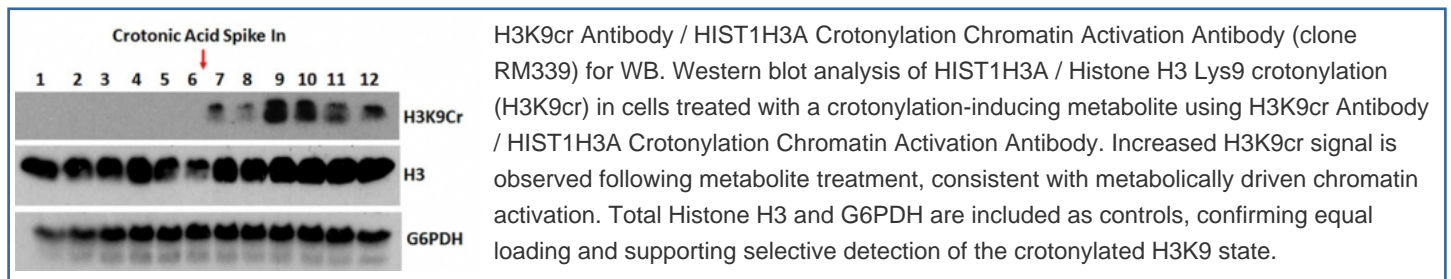 Crotonic Acid Spike In
1 2 3 4 5 6 7 8 9 10 11 12
H3K9Cr
H3
G6PDH
H3K9cr Antibody / HIST1H3A Crotonylation Chromatin Activation Antibody (clone
RM339) for WB. Western blot analysis of HIST1H3A / Histone H3 Lys9 crotonylation
(H3K9cr) in cells treated with a crotonylation-inducing metabolite using H3K9cr Antibody
/ HIST1H3A Crotonylation Chromatin Activation Antibody. Increased H3K9cr signal is
observed following metabolite treatment, consistent with metabolically driven chromatin
activation. Total Histone H3 and G6PDH are included as controls, confirming equal
loading and supporting selective detection of the crotonylated H3K9 state.